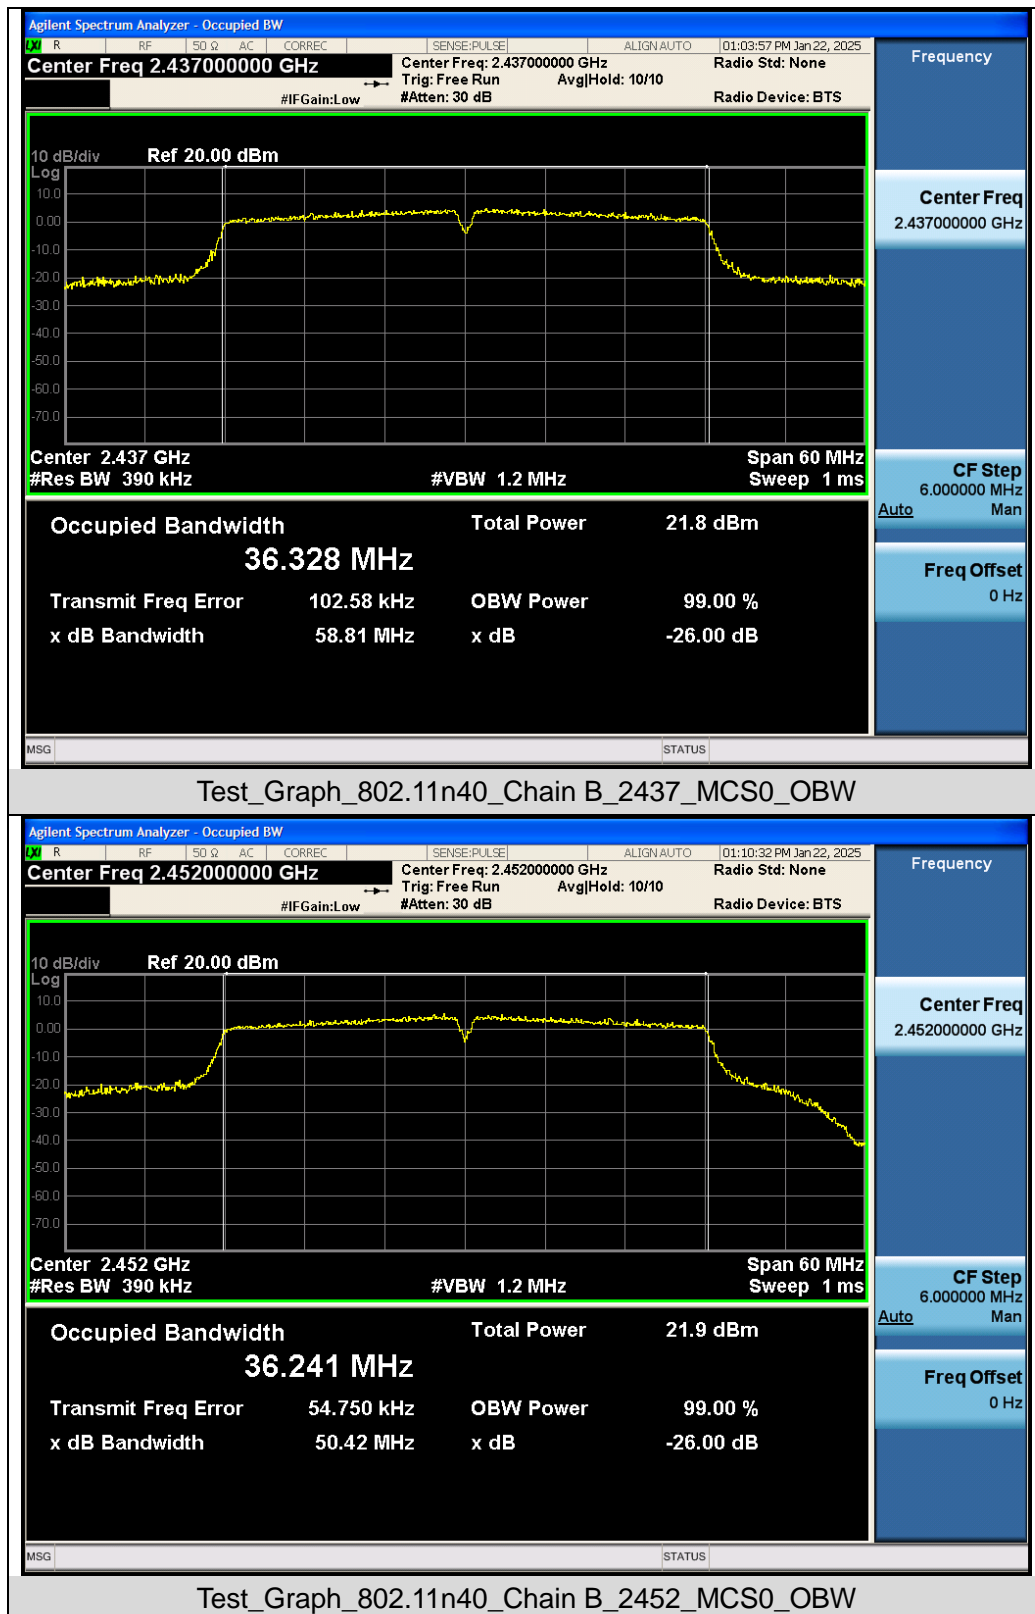 Agilent Spectrum Analyzer - Occupied BW
LXI R RF 50 Ω AC CORREC SENSE:PULSE ALIGN AUTO 01:03:57 PM Jan 22, 2025
Center Freq 2.437000000 GHz
Center Freq: 2.437000000 GHz
Radio Std: None
Trig: Free Run Avg|Hold: 10/10
#IFGain:Low
#Atten: 30 dB
Radio Device: BTS
10 dB/div Ref 20.00 dBm
Log
10.0
0.00
-10.0
-20.0
-30.0
-40.0
-50.0
-60.0
-70.0
Center 2.437 GHz
Span 60 MHz
#Res BW 390 kHz #VBW 1.2 MHz Sweep 1 ms
Occupied Bandwidth Total Power 21.8 dBm
36.328 MHz
Transmit Freq Error 102.58 kHz OBW Power 99.00 %
x dB Bandwidth 58.81 MHz x dB -26.00 dB
MSG STATUS
Frequency
Center Freq
2.437000000 GHz
CF Step
6.000000 MHz
Auto Man
Freq Offset
0 Hz
Test_Graph_802.11n40_Chain B_2437_MCS0_OBW
Agilent Spectrum Analyzer - Occupied BW
LXI R RF 50 Ω AC CORREC SENSE:PULSE ALIGN AUTO 01:10:32 PM Jan 22, 2025
Center Freq 2.452000000 GHz
Center Freq: 2.452000000 GHz
Radio Std: None
Trig: Free Run Avg|Hold: 10/10
#IFGain:Low
#Atten: 30 dB
Radio Device: BTS
10 dB/div Ref 20.00 dBm
Log
10.0
0.00
-10.0
-20.0
-30.0
-40.0
-50.0
-60.0
-70.0
Center 2.452 GHz
Span 60 MHz
#Res BW 390 kHz #VBW 1.2 MHz Sweep 1 ms
Occupied Bandwidth Total Power 21.9 dBm
36.241 MHz
Transmit Freq Error 54.750 kHz OBW Power 99.00 %
x dB Bandwidth 50.42 MHz x dB -26.00 dB
MSG STATUS
Frequency
Center Freq
2.452000000 GHz
CF Step
6.000000 MHz
Auto Man
Freq Offset
0 Hz
Test_Graph_802.11n40_Chain B_2452_MCS0_OBW